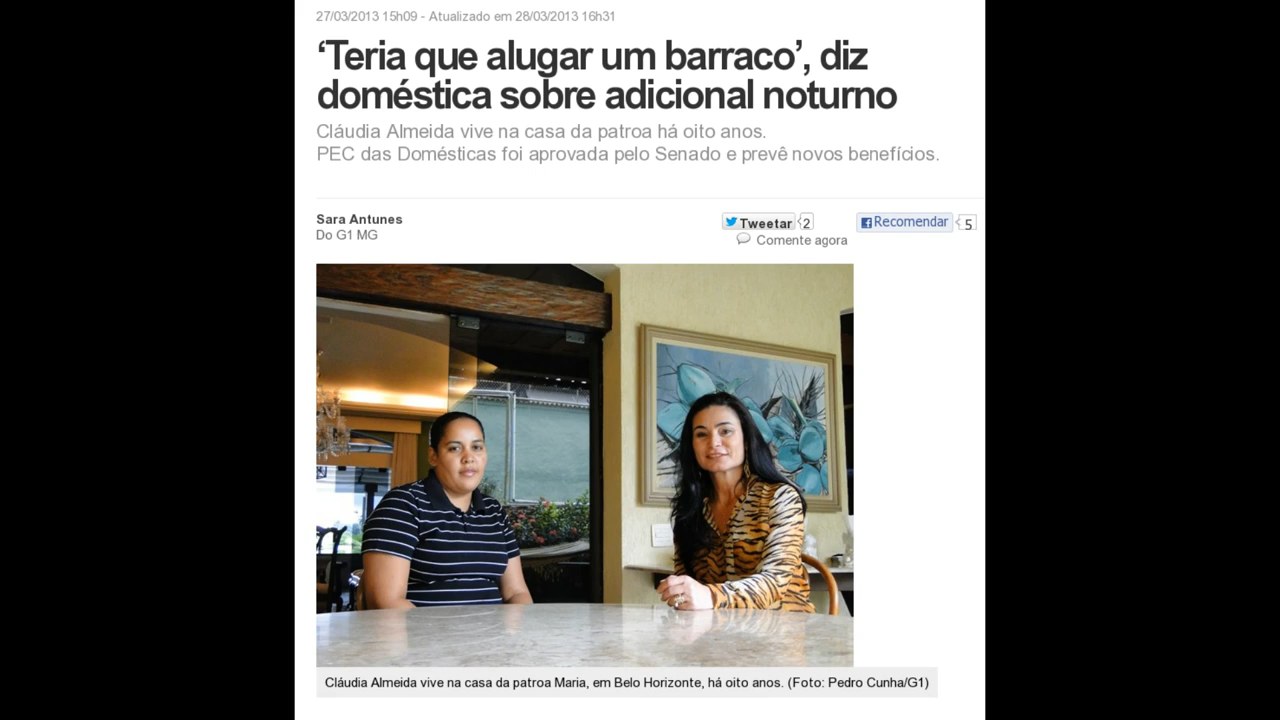 27/03/2013 15h09 - Atualizado em 28/03/2013 16h31
‘Teria que alugar um barraco’, diz
doméstica sobre adicional noturno
Cláudia Almeida vive na casa da patroa há oito anos.
PEC das Domésticas foi aprovada pelo Senado e prevê novos benefícios.
Sara Antunes
Do G1 MG
Tweetar 2
Recomendar 5
Comente agora
Cláudia Almeida vive na casa da patroa Maria, em Belo Horizonte, há oito anos. (Foto: Pedro Cunha/G1)